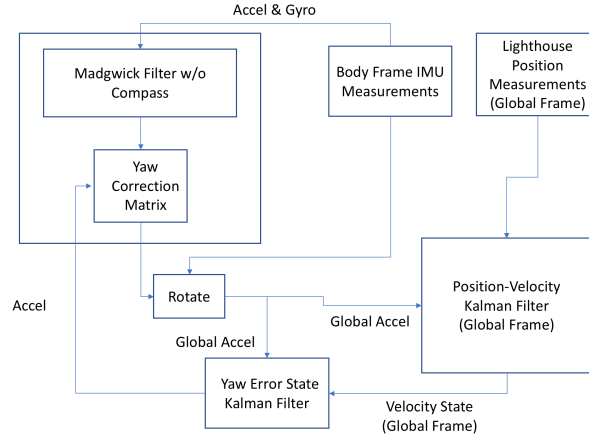 Accel & Gyro
Madgwick Filter w/o
Compass
Body Frame IMU
Measurements
Lighthouse
Position
Measurements
(Global Frame)
Yaw
Correction
Matrix
Rotate
Position-Velocity
Kalman Filter
(Global Frame)
Accel
Global Accel
Global Accel
Yaw Error State
Kalman Filter
Velocity State
(Global Frame)